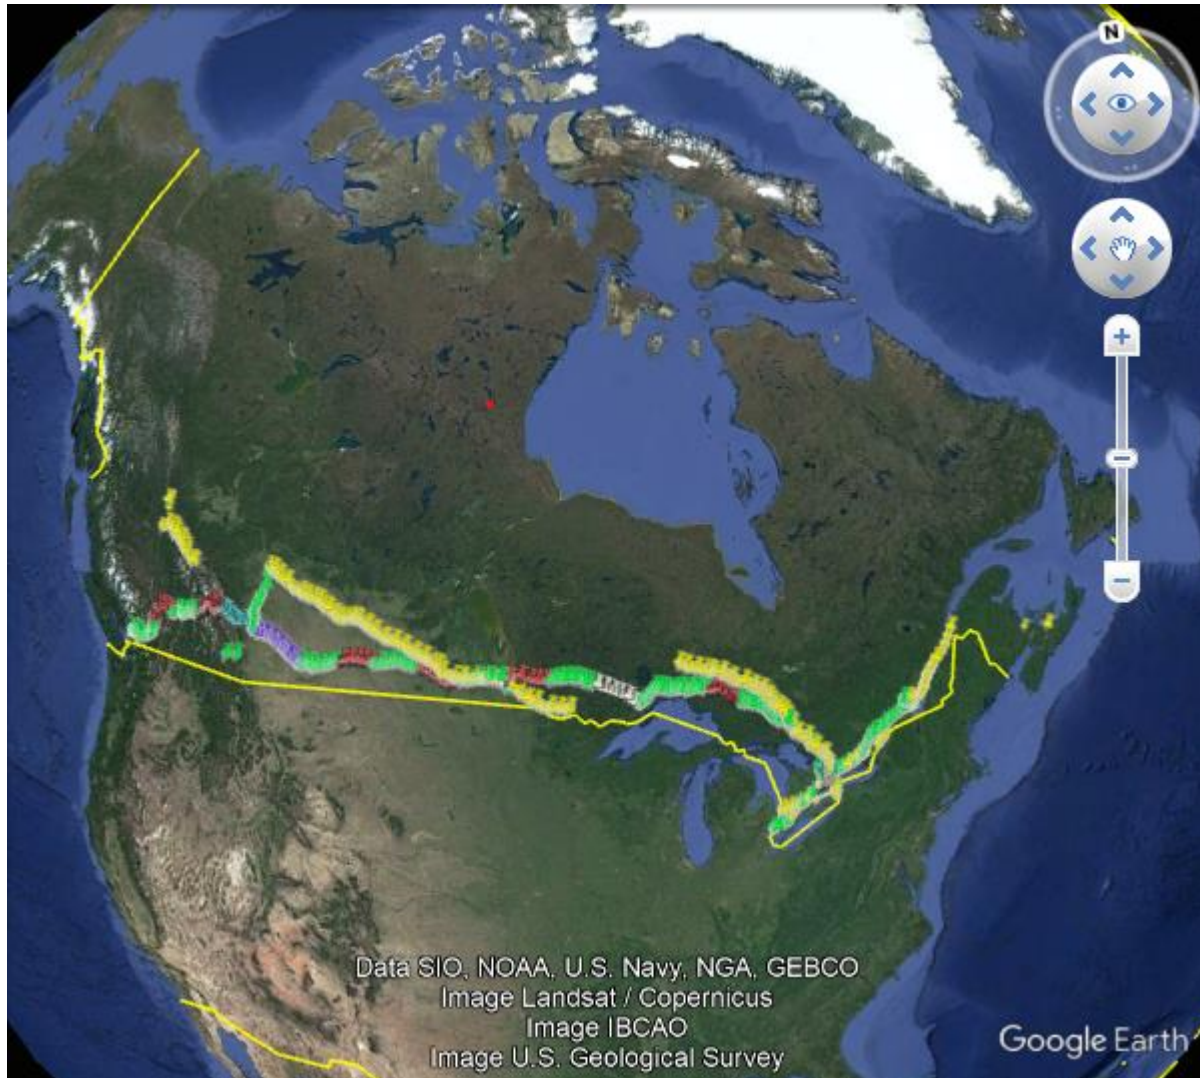 N
Data SIO, NOAA, U.S. Navy, NGA, GEBCO
Image Landsat / Copernicus
Image IBCAO
Image U.S. Geological Survey
Google Earth